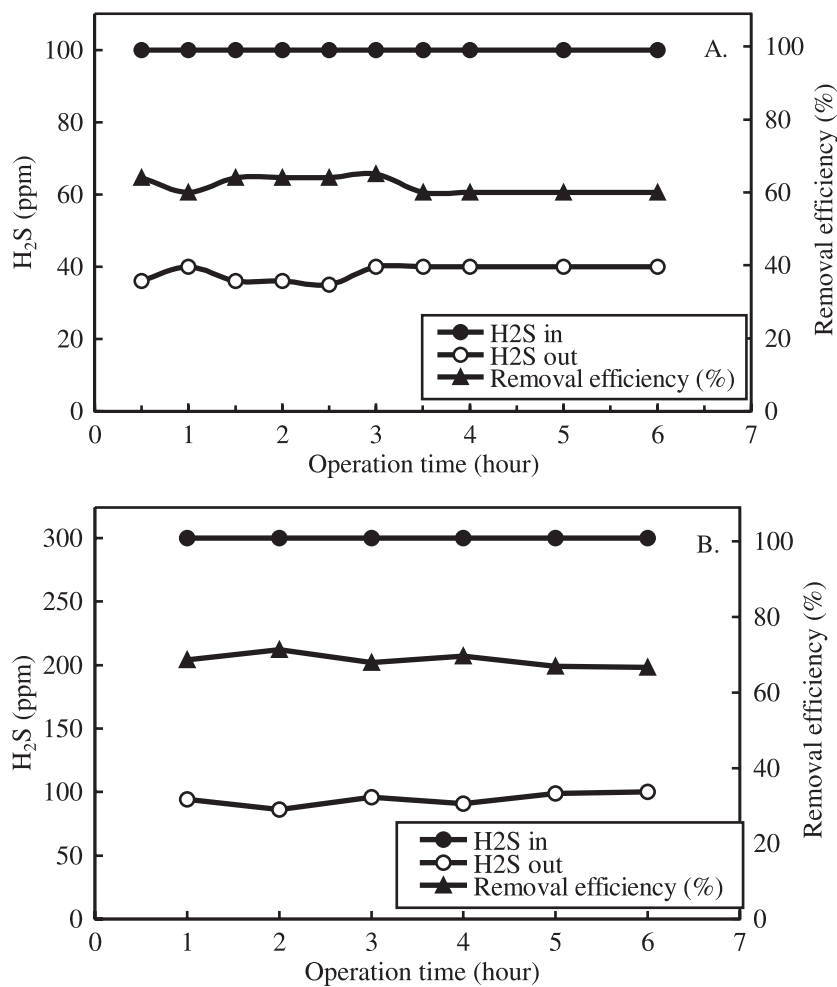 A.
H2S (ppm)
100
80
60
40
20
0
Removal efficiency (%)
100
80
60
40
20
0
H2S in
H2S out
Removal efficiency (%)
0 1 2 3 4 5 6 7
Operation time (hour)
B.
H2S (ppm)
300
250
200
150
100
50
0
Removal efficiency (%)
100
80
60
40
20
0
H2S in
H2S out
Removal efficiency (%)
0 1 2 3 4 5 6 7
Operation time (hour)